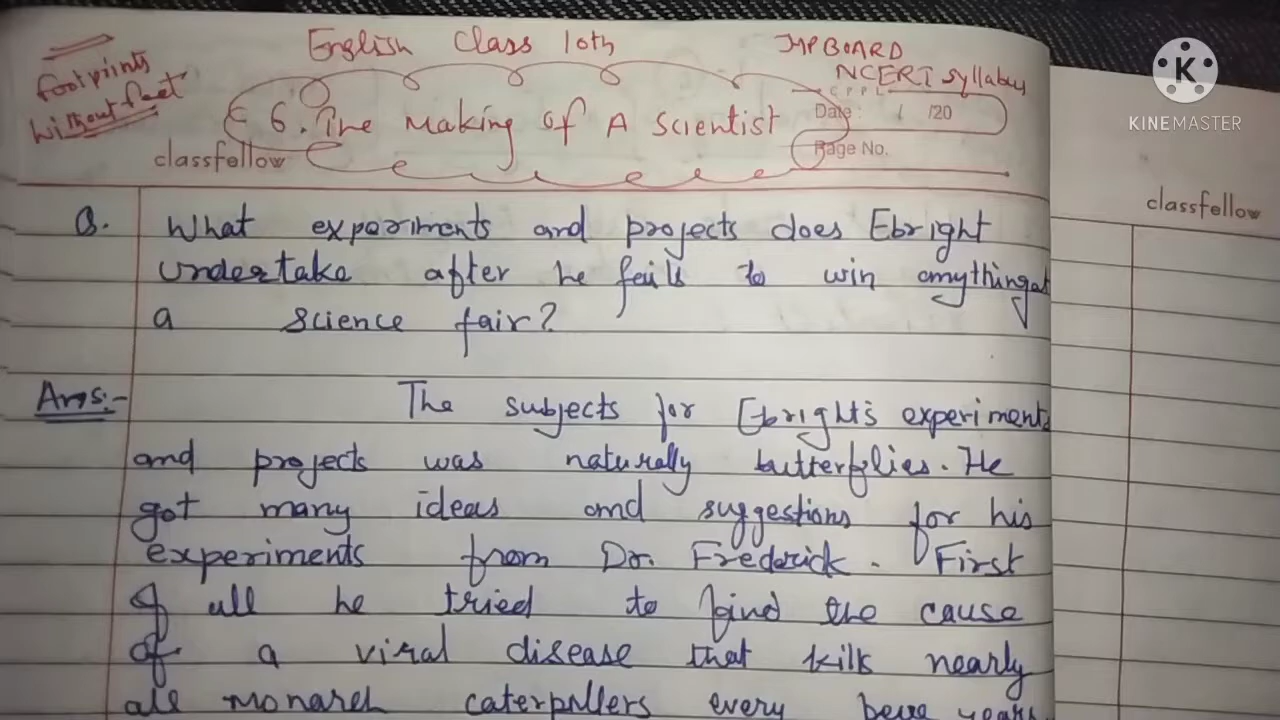 English Class 10th
MP BOARD
NCERT Syllabus
Footprints
Without feet
6. The Making of A Scientist
CPPL
Date : / /20
Page No.
classfellow
K
KINEMASTER
classfellow
Q. What experiments and projects does Ebright
undertake after he fails to win anything at
a science fair?
Ans:- The subjects for Ebright's experiments
and projects was naturally butterflies. He
got many ideas and suggestions for his
experiments from Dr. Frederick. First
of all he tried to find the cause
of a viral disease that kills nearly
all monarch caterpillers every years